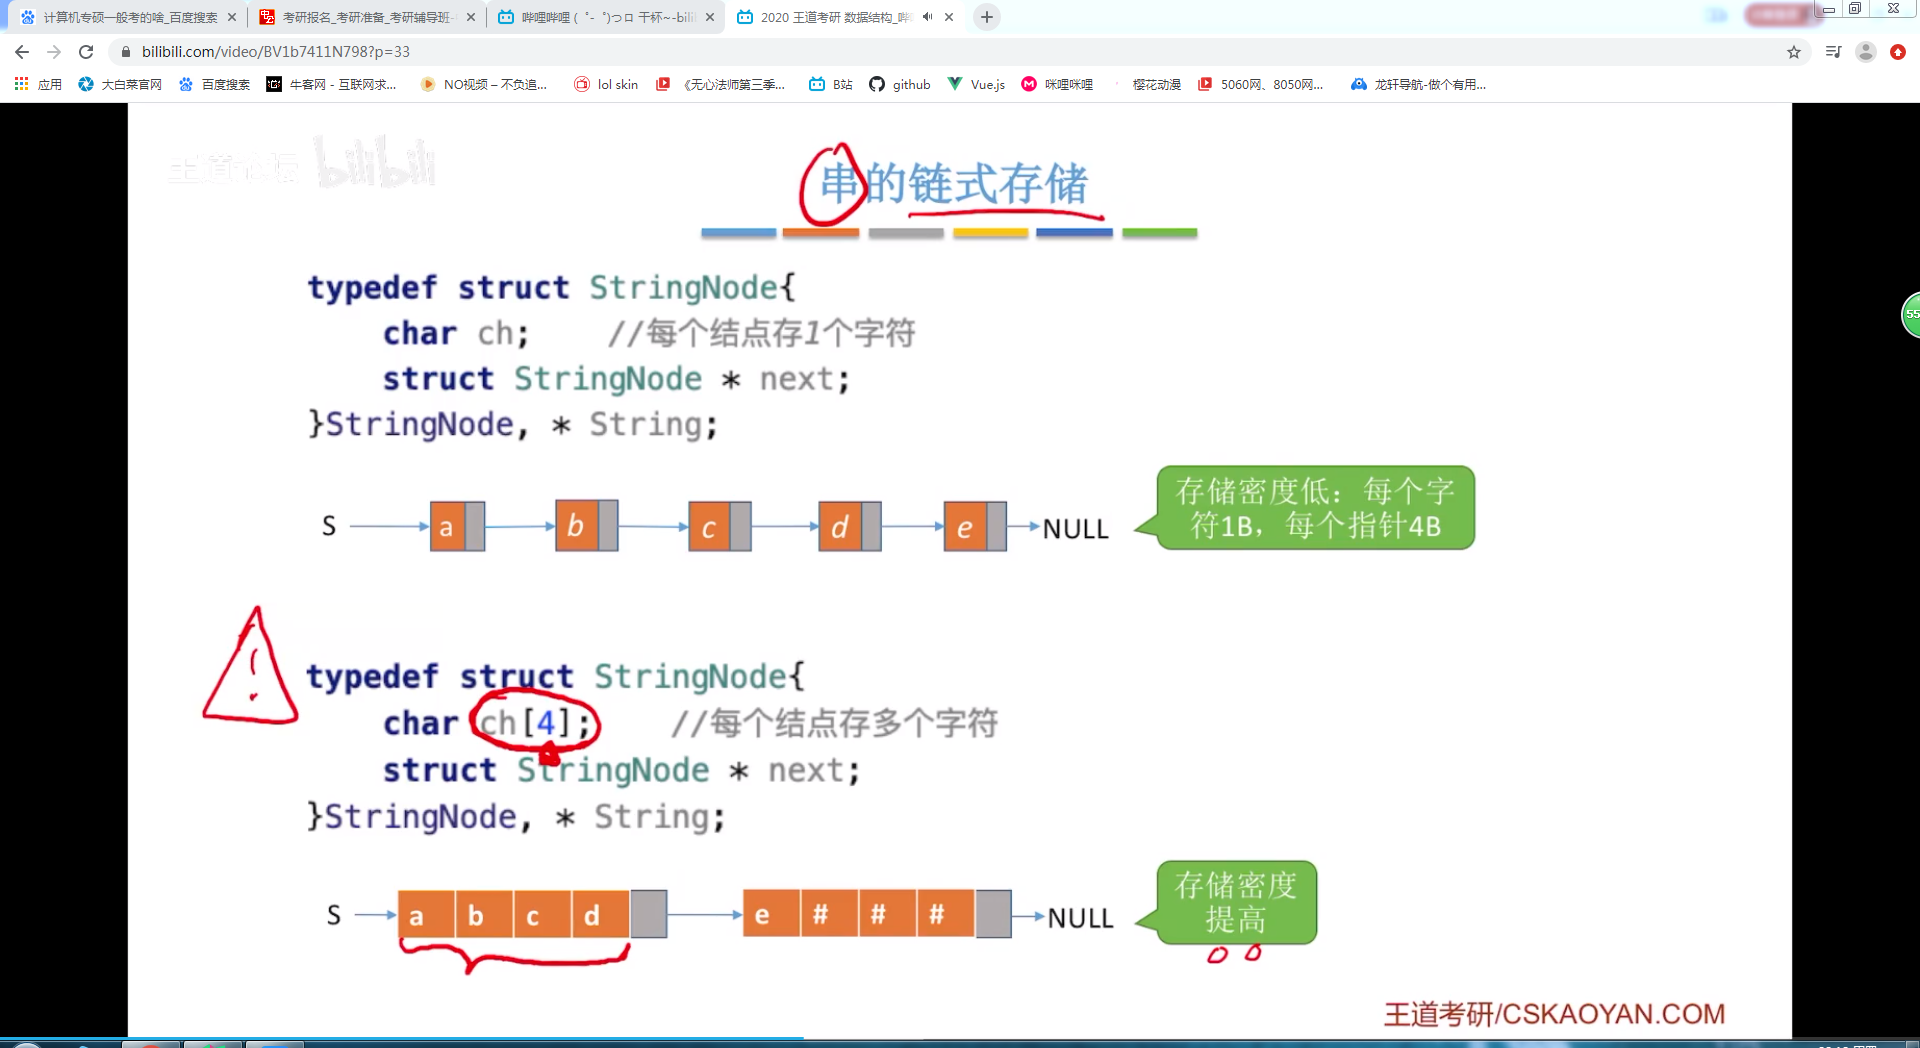 计算机专硕一般考的啥_百度搜索
考研报名_考研准备_考研辅导班-
哔哩哔哩 ( ゜- ゜)つロ 干杯~-bili
2020 王道考研 数据结构_哔
bilibili.com/video/BV1b7411N798?p=33
应用
大白菜官网
百度搜索
牛客网 - 互联网求...
NO视频 – 不负追...
lol skin
《无心法师第三季...
B站
github
Vue.js
咪哩咪哩
樱花动漫
5060网、8050网...
龙轩导航-做个有用...
王道论坛 bilibili
串的链式存储
typedef struct StringNode{
char ch; //每个结点存1个字符
struct StringNode * next;
}StringNode, * String;
S a b c d e NULL
存储密度低：每个字
符1B，每个指针4B
55
typedef struct StringNode{
char ch[4]; //每个结点存多个字符
struct StringNode * next;
}StringNode, * String;
S a b c d e # # # NULL
存储密度
提高
王道考研/CSKAOYAN.COM